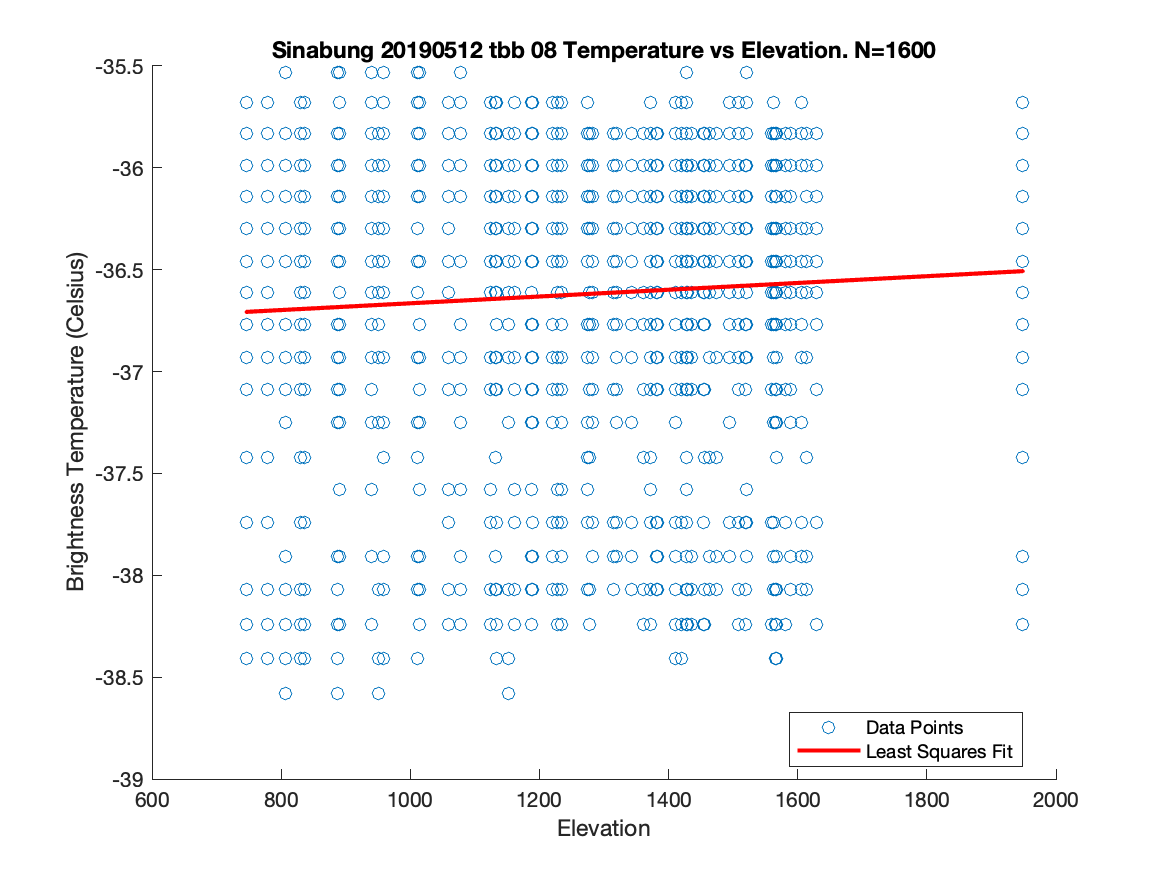 Sinabung 20190512 tbb 08 Temperature vs Elevation. N=1600
-35.5
-36
-36.5
-37
-37.5
-38
-38.5
-39
Brightness Temperature (Celsius)
600 800 1000 1200 1400 1600 1800 2000
Elevation
Data Points
Least Squares Fit